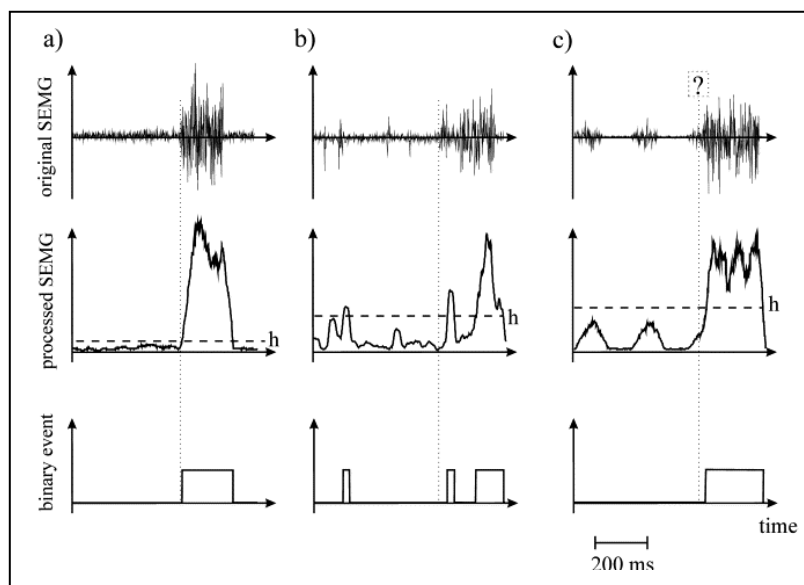 a)
b)
c)
original SEMG
?
processed SEMG
h
h
h
binary event
time
200 ms